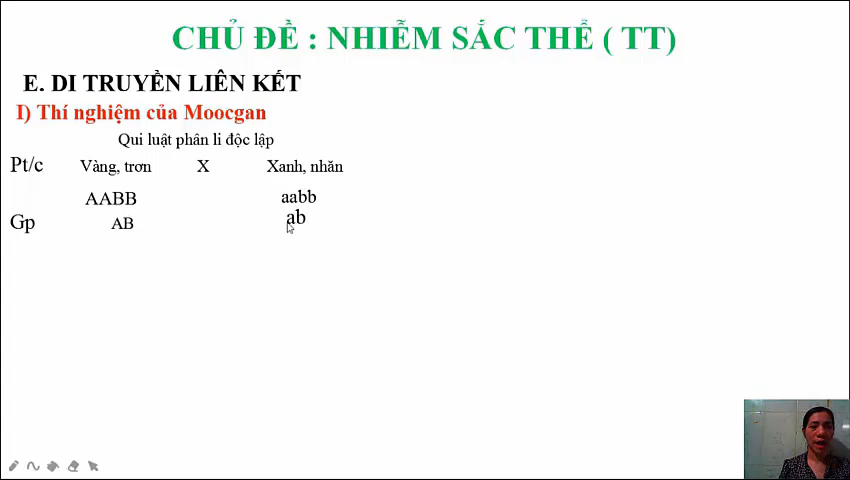 CHỦ ĐỀ : NHIỄM SẮC THỂ ( TT)
E. DI TRUYỀN LIÊN KẾT
I) Thí nghiệm của Moocgan
Qui luật phân li độc lập
Pt/c Vàng, trơn X Xanh, nhăn
AABB aabb
Gp AB ab